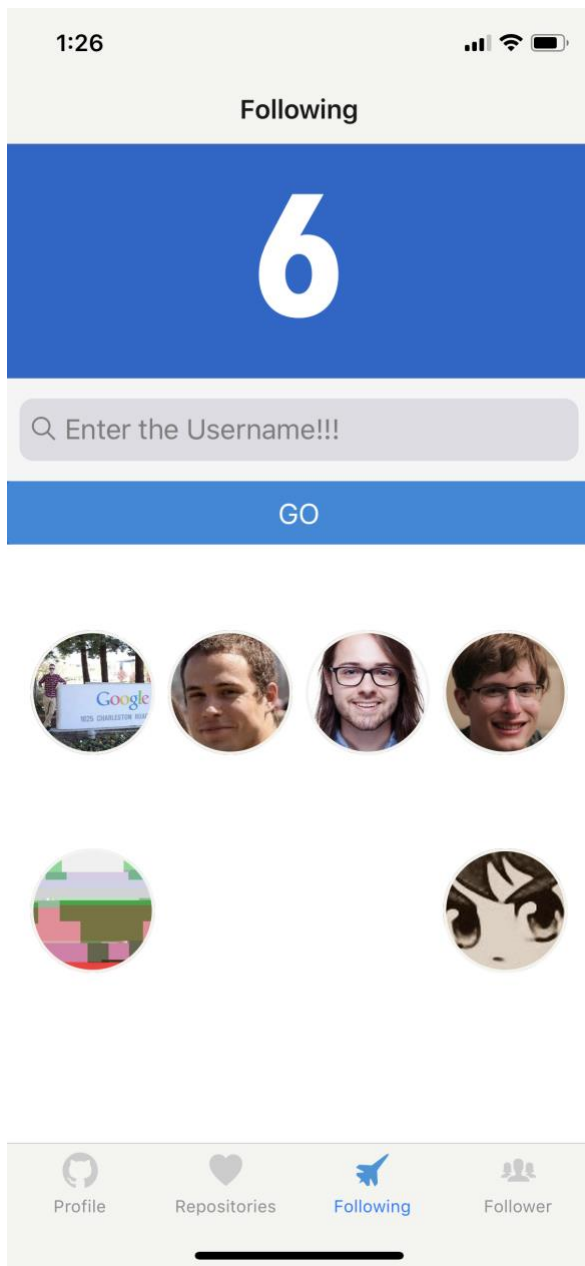 1:26
Following
6
Enter the Username!!!
GO
Google
1625 CHARLESTON ROAD
Profile
Repositories
Following
Follower